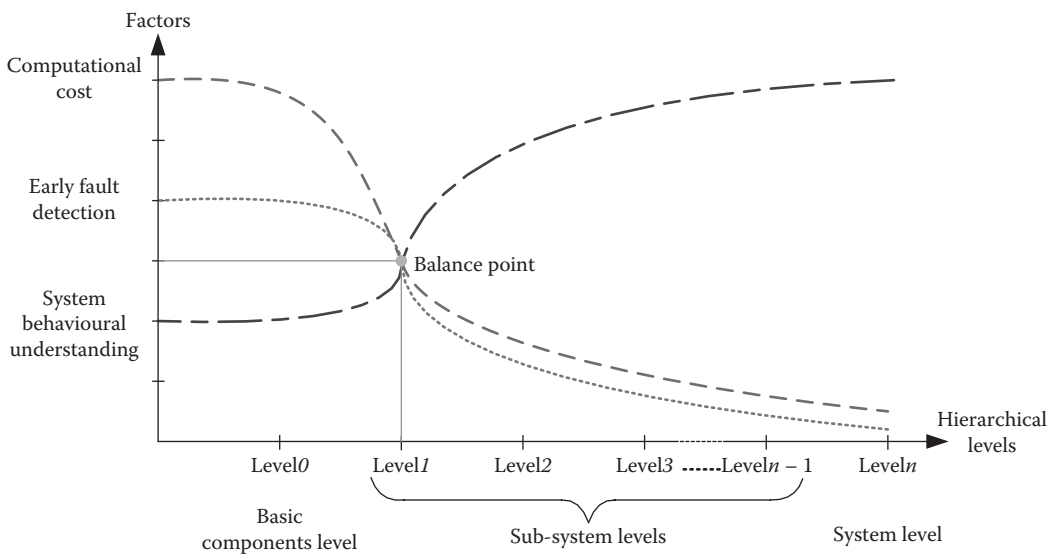 Factors
Computational
cost
Early fault
detection
Balance point
System
behavioural
understanding
Hierarchical
levels
Level0 Level1 Level2 Level3 Leveln – 1 Leveln
Basic
components level
Sub-system levels
System level